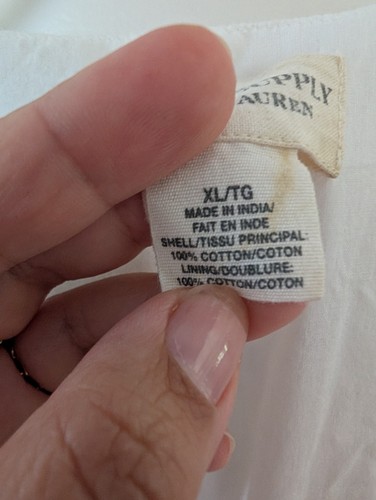 UPPLY
AUREN
XL/TG
MADE IN INDIA/
FAIT EN INDE
SHELL/TISSU PRINCIPAL:
100% COTTON/COTON
LINING/DOUBLURE:
100% COTTON/COTON